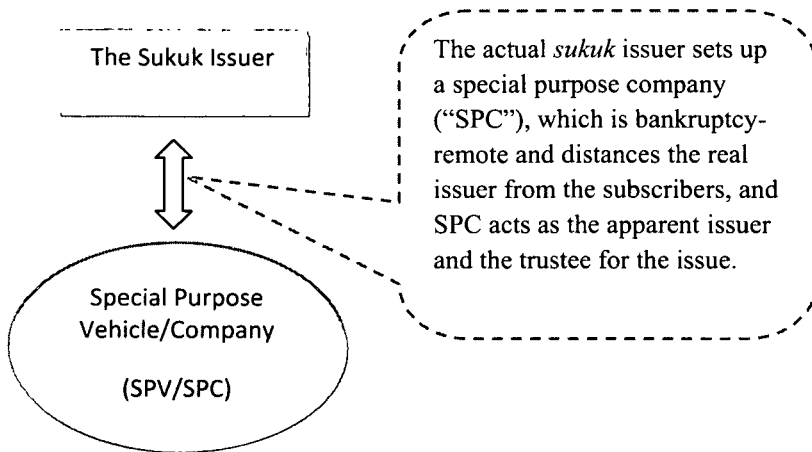 The Sukuk Issuer
The actual sukuk issuer sets up
a special purpose company
(“SPC”), which is bankruptcy-
remote and distances the real
issuer from the subscribers, and
SPC acts as the apparent issuer
and the trustee for the issue.
Special Purpose
Vehicle/Company
(SPV/SPC)